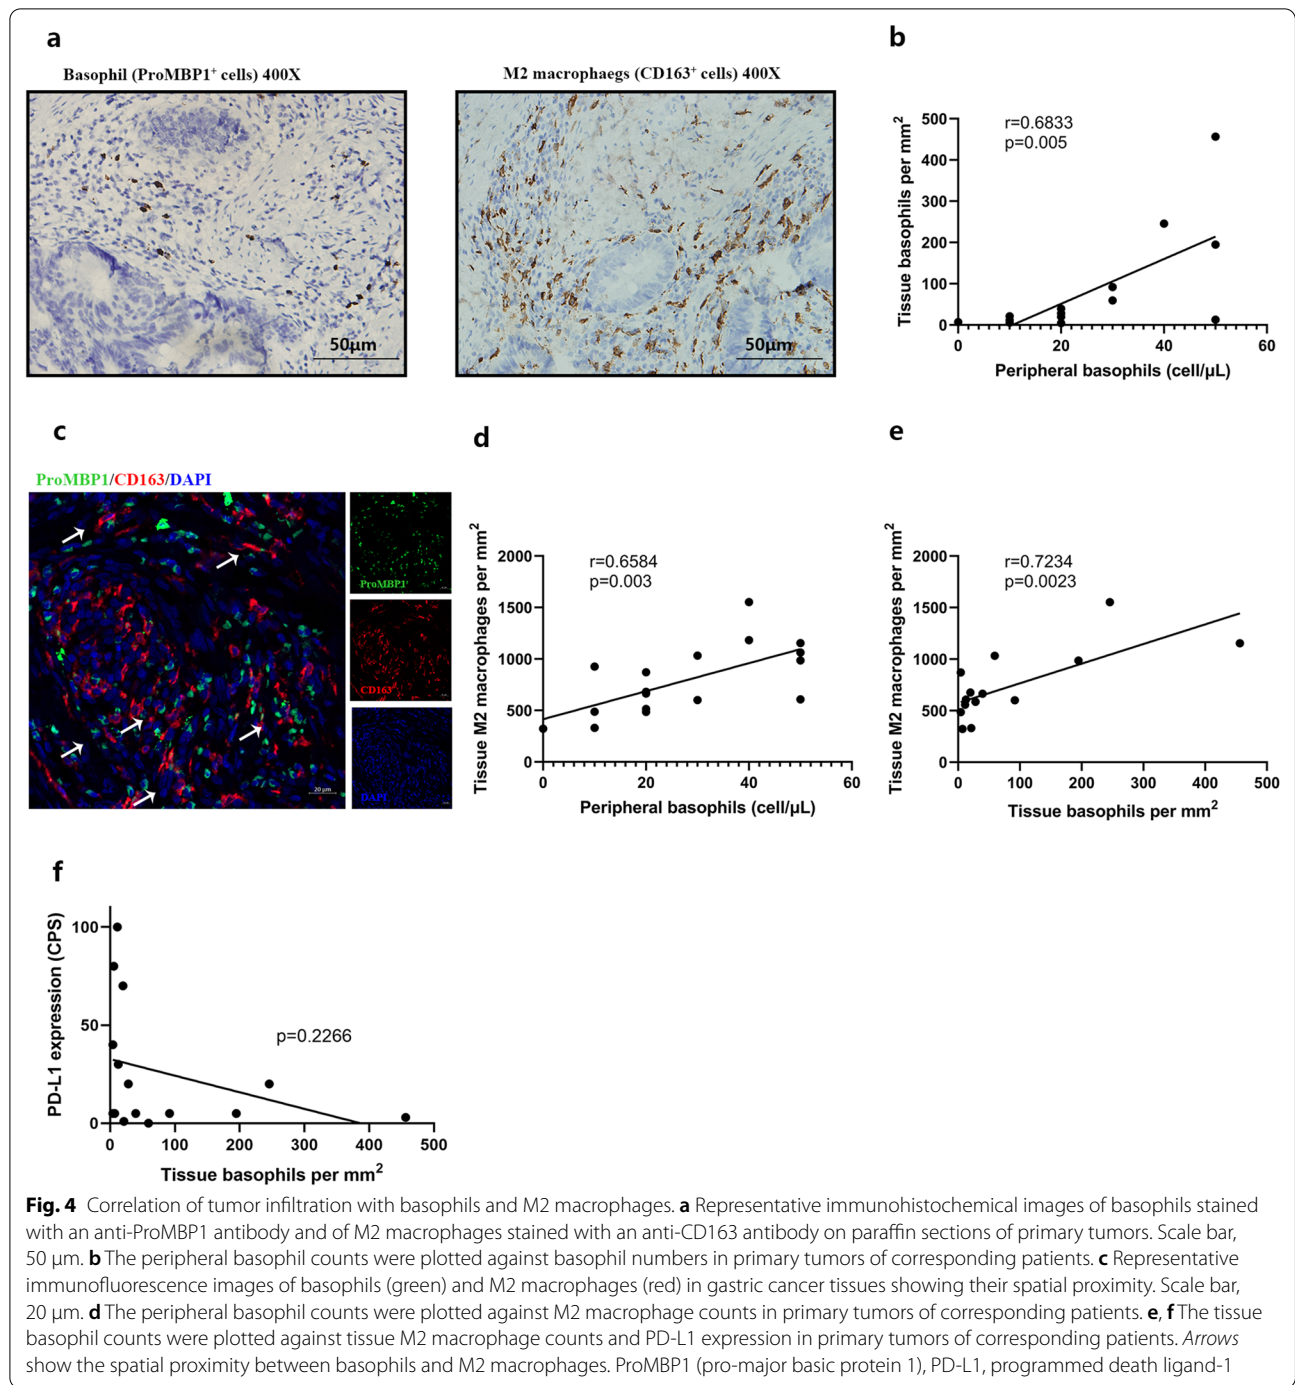 a
Basophil (ProMBP1⁺ cells) 400X
50μm
M2 macrophaegs (CD163⁺ cells) 400X
50μm
b
r=0.6833
p=0.005
Tissue basophils per mm²
500
400
300
200
100
0
0 20 40 60
Peripheral basophils (cell/μL)
c
ProMBP1/CD163/DAPI
20 μm
ProMBP1
CD163
DAPI
d
r=0.6584
p=0.003
Tissue M2 macrophages per mm²
2000
1500
1000
500
0
0 20 40 60
Peripheral basophils (cell/μL)
e
r=0.7234
p=0.0023
Tissue M2 macrophages per mm²
2000
1500
1000
500
0
0 100 200 300 400 500
Tissue basophils per mm²
f
p=0.2266
PD-L1 expression (CPS)
100
50
0
0 100 200 300 400 500
Tissue basophils per mm²
Fig. 4 Correlation of tumor infiltration with basophils and M2 macrophages. a Representative immunohistochemical images of basophils stained
with an anti-ProMBP1 antibody and of M2 macrophages stained with an anti-CD163 antibody on paraffin sections of primary tumors. Scale bar,
50 μm. b The peripheral basophil counts were plotted against basophil numbers in primary tumors of corresponding patients. c Representative
immunofluorescence images of basophils (green) and M2 macrophages (red) in gastric cancer tissues showing their spatial proximity. Scale bar,
20 μm. d The peripheral basophil counts were plotted against M2 macrophage counts in primary tumors of corresponding patients. e, f The tissue
basophil counts were plotted against tissue M2 macrophage counts and PD-L1 expression in primary tumors of corresponding patients. Arrows
show the spatial proximity between basophils and M2 macrophages. ProMBP1 (pro-major basic protein 1), PD-L1, programmed death ligand-1